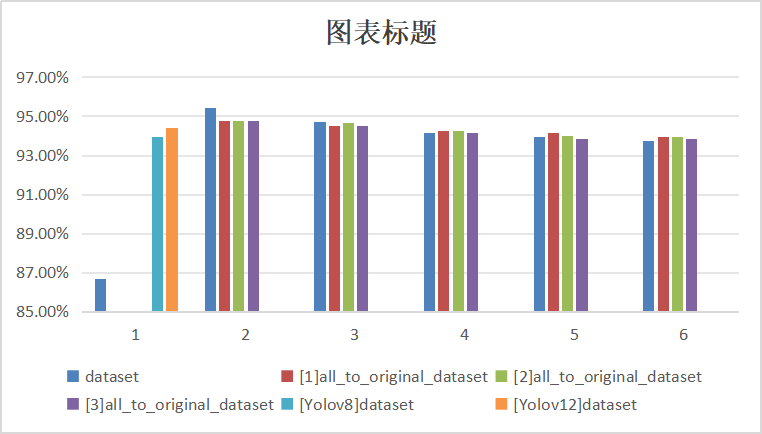 图表标题
97.00%
95.00%
93.00%
91.00%
89.00%
87.00%
85.00%
1 2 3 4 5 6
dataset [1]all_to_original_dataset [2]all_to_original_dataset
[3]all_to_original_dataset [Yolov8]dataset [Yolov12]dataset